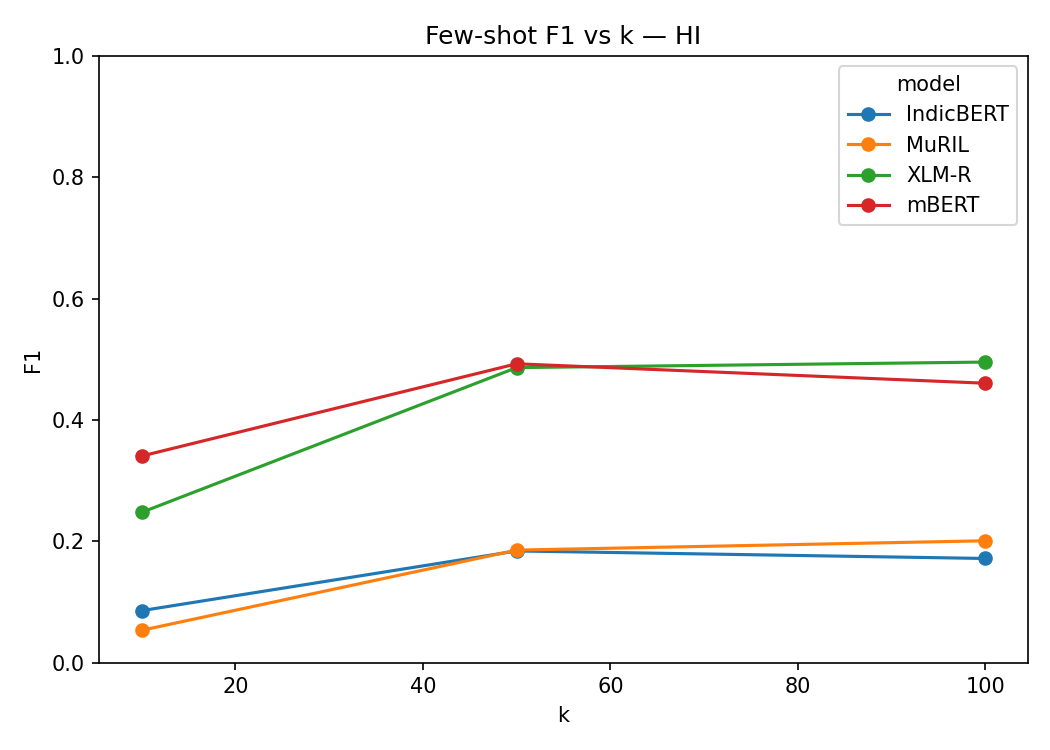 Few-shot F1 vs k — HI
1.0
0.8
0.6
0.4
0.2
0.0
F1
model
IndicBERT
MuRIL
XLM-R
mBERT
20
40
60
80
100
k